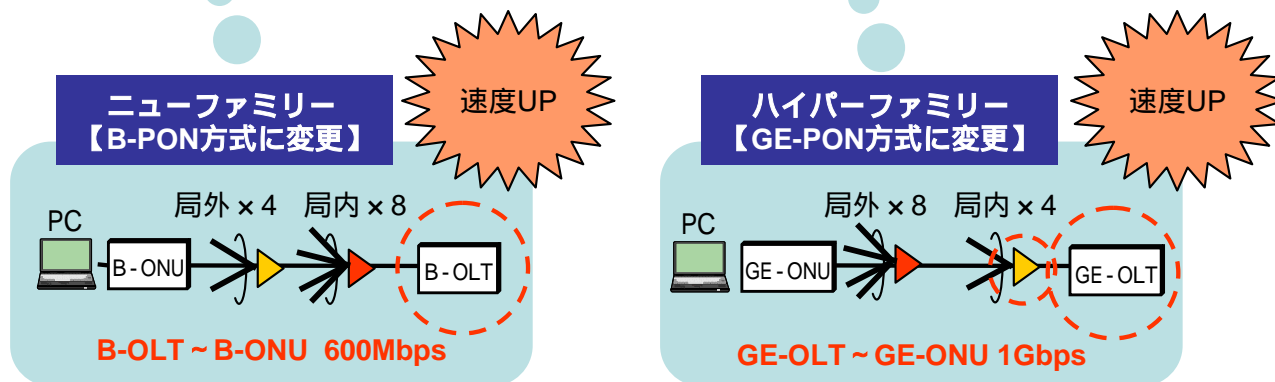 ニューファミリー
【B-PON方式に変更】
速度UP
局外×4 局内×8
PC
B-ONU
B-OLT
B-OLT~B-ONU 600Mbps
ハイパーファミリー
【GE-PON方式に変更】
速度UP
局外×8 局内×4
PC
GE-ONU
GE-OLT
GE-OLT~GE-ONU 1Gbps